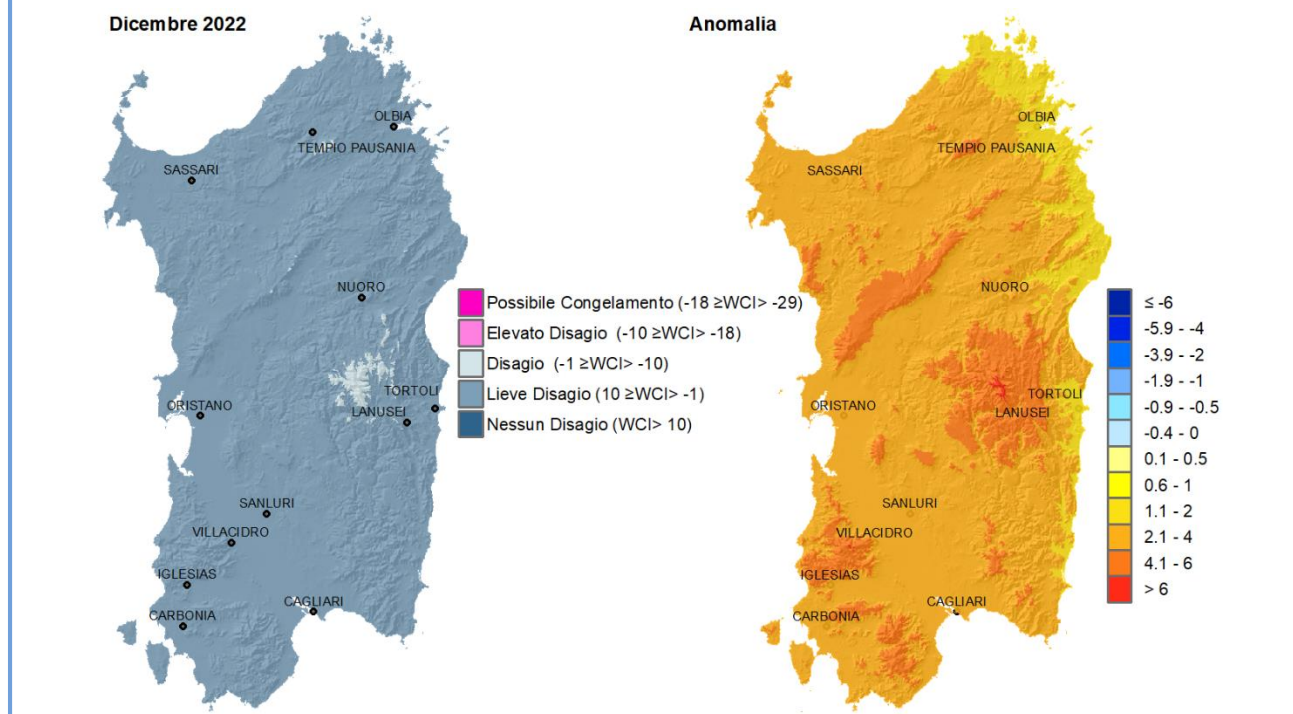 Dicembre 2022
OLBIA
TEMPIO PAUSANIA
SASSARI
NUORO
TORTOLI
ORISTANO
LANUSEI
SANLURI
VILLACIDRO
IGLESIAS
CAGLIARI
CARBONIA
Possibile Congelamento (-18 ≥WCI> -29)
Elevato Disagio (-10 ≥WCI> -18)
Disagio (-1 ≥WCI> -10)
Lieve Disagio (10 ≥WCI> -1)
Nessun Disagio (WCI> 10)
Anomalia
OLBIA
TEMPIO PAUSANIA
SASSARI
NUORO
TORTOLI
ORISTANO
LANUSEI
SANLURI
VILLACIDRO
IGLESIAS
CAGLIARI
CARBONIA
≤ -6
-5.9 - -4
-3.9 - -2
-1.9 - -1
-0.9 - -0.5
-0.4 - 0
0.1 - 0.5
0.6 - 1
1.1 - 2
2.1 - 4
4.1 - 6
> 6